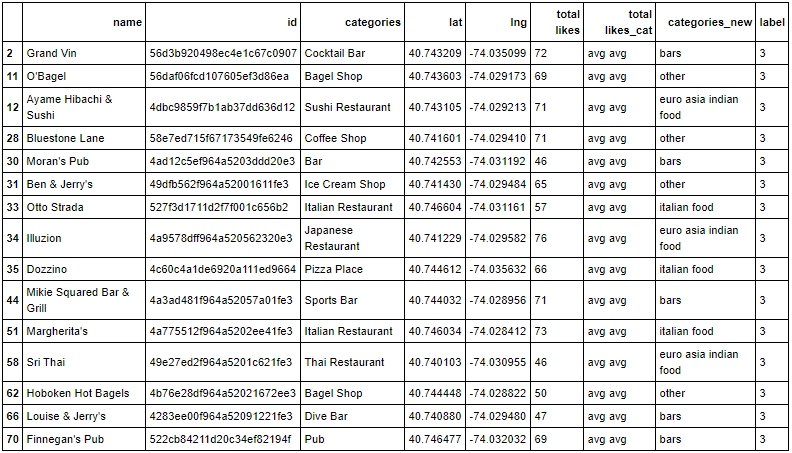 name id categories lat lng total likes total likes_cat categories_new label
2 Grand Vin 56d3b920498ec4e1c67c0907 Cocktail Bar 40.743209 -74.035099 72 avg avg bars 3
11 O'Bagel 56daf06fcd107605ef3d86ea Bagel Shop 40.743603 -74.029173 69 avg avg other 3
12 Ayame Hibachi & Sushi 4dbc9859f7b1ab37dd636d12 Sushi Restaurant 40.743105 -74.029213 71 avg avg euro asia indian food 3
28 Bluestone Lane 58e7ed715f67173549fe6246 Coffee Shop 40.741601 -74.029410 71 avg avg other 3
30 Moran's Pub 4ad12c5ef964a5203ddd20e3 Bar 40.742553 -74.031192 46 avg avg bars 3
31 Ben & Jerry's 49dfb562f964a52001611fe3 Ice Cream Shop 40.741430 -74.029484 65 avg avg other 3
33 Otto Strada 527f3d1711d2f7f001c656b2 Italian Restaurant 40.746604 -74.031161 57 avg avg italian food 3
34 Illuzion 4a9578dff964a520562320e3 Japanese Restaurant 40.741229 -74.029582 76 avg avg euro asia indian food 3
35 Dozzino 4c60c4a1de6920a111ed9664 Pizza Place 40.744612 -74.035632 66 avg avg italian food 3
44 Mikie Squared Bar & Grill 4a3ad481f964a52057a01fe3 Sports Bar 40.744032 -74.028956 71 avg avg bars 3
51 Margherita's 4a775512f964a5202ee41fe3 Italian Restaurant 40.746034 -74.028412 73 avg avg italian food 3
58 Sri Thai 49e27ed2f964a5201c621fe3 Thai Restaurant 40.740103 -74.030955 46 avg avg euro asia indian food 3
62 Hoboken Hot Bagels 4b76e28df964a52021672ee3 Bagel Shop 40.744448 -74.028822 50 avg avg other 3
66 Louise & Jerry's 4283ee00f964a52091221fe3 Dive Bar 40.740880 -74.029480 47 avg avg bars 3
70 Finnegan's Pub 522cb84211d20c34ef82194f Pub 40.746477 -74.032032 69 avg avg bars 3